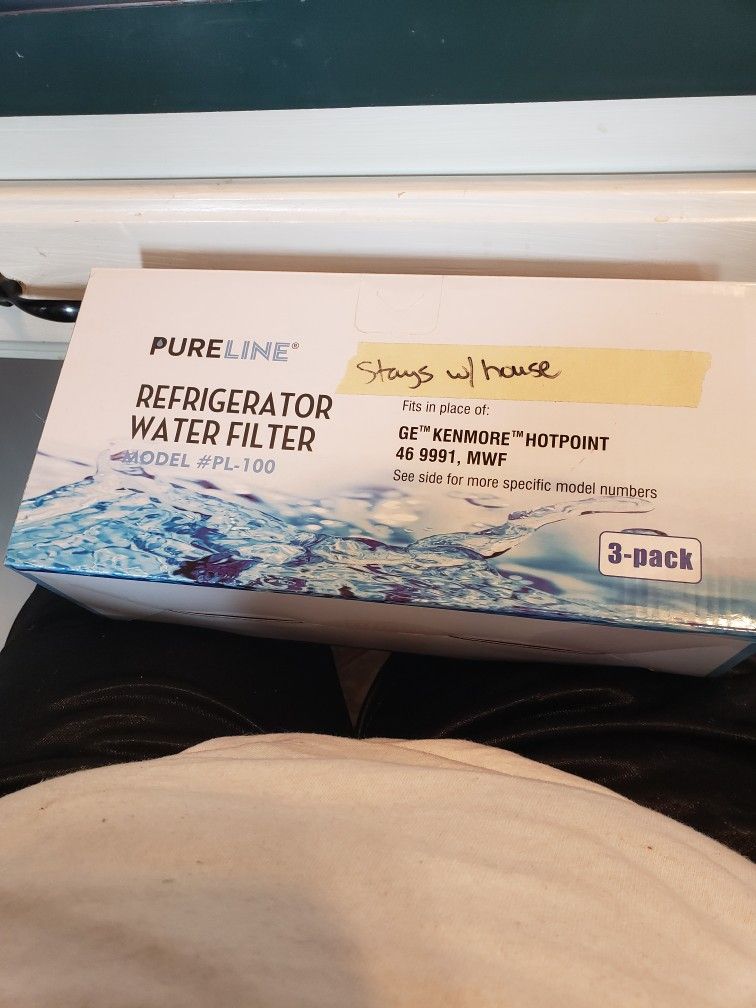 PURELINE®
Stays w/ house
REFRIGERATOR
WATER FILTER
MODEL #PL-100
Fits in place of:
GE™ KENMORE™ HOTPOINT
46 9991, MWF
See side for more specific model numbers
3-pack